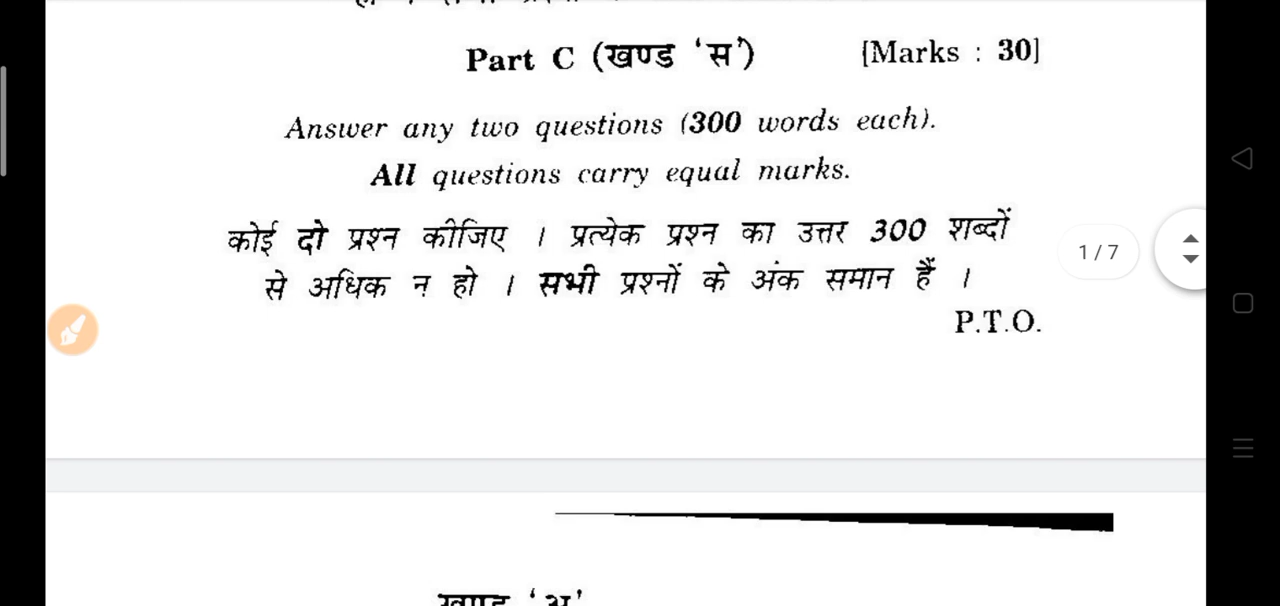 Part C (खण्ड 'स') [Marks : 30]
Answer any two questions (300 words each).
All questions carry equal marks.
कोई दो प्रश्न कीजिए । प्रत्येक प्रश्न का उत्तर 300 शब्दों
से अधिक न हो । सभी प्रश्नों के अंक समान हैं ।
1 / 7
P.T.O.
खण्ड 'अ'